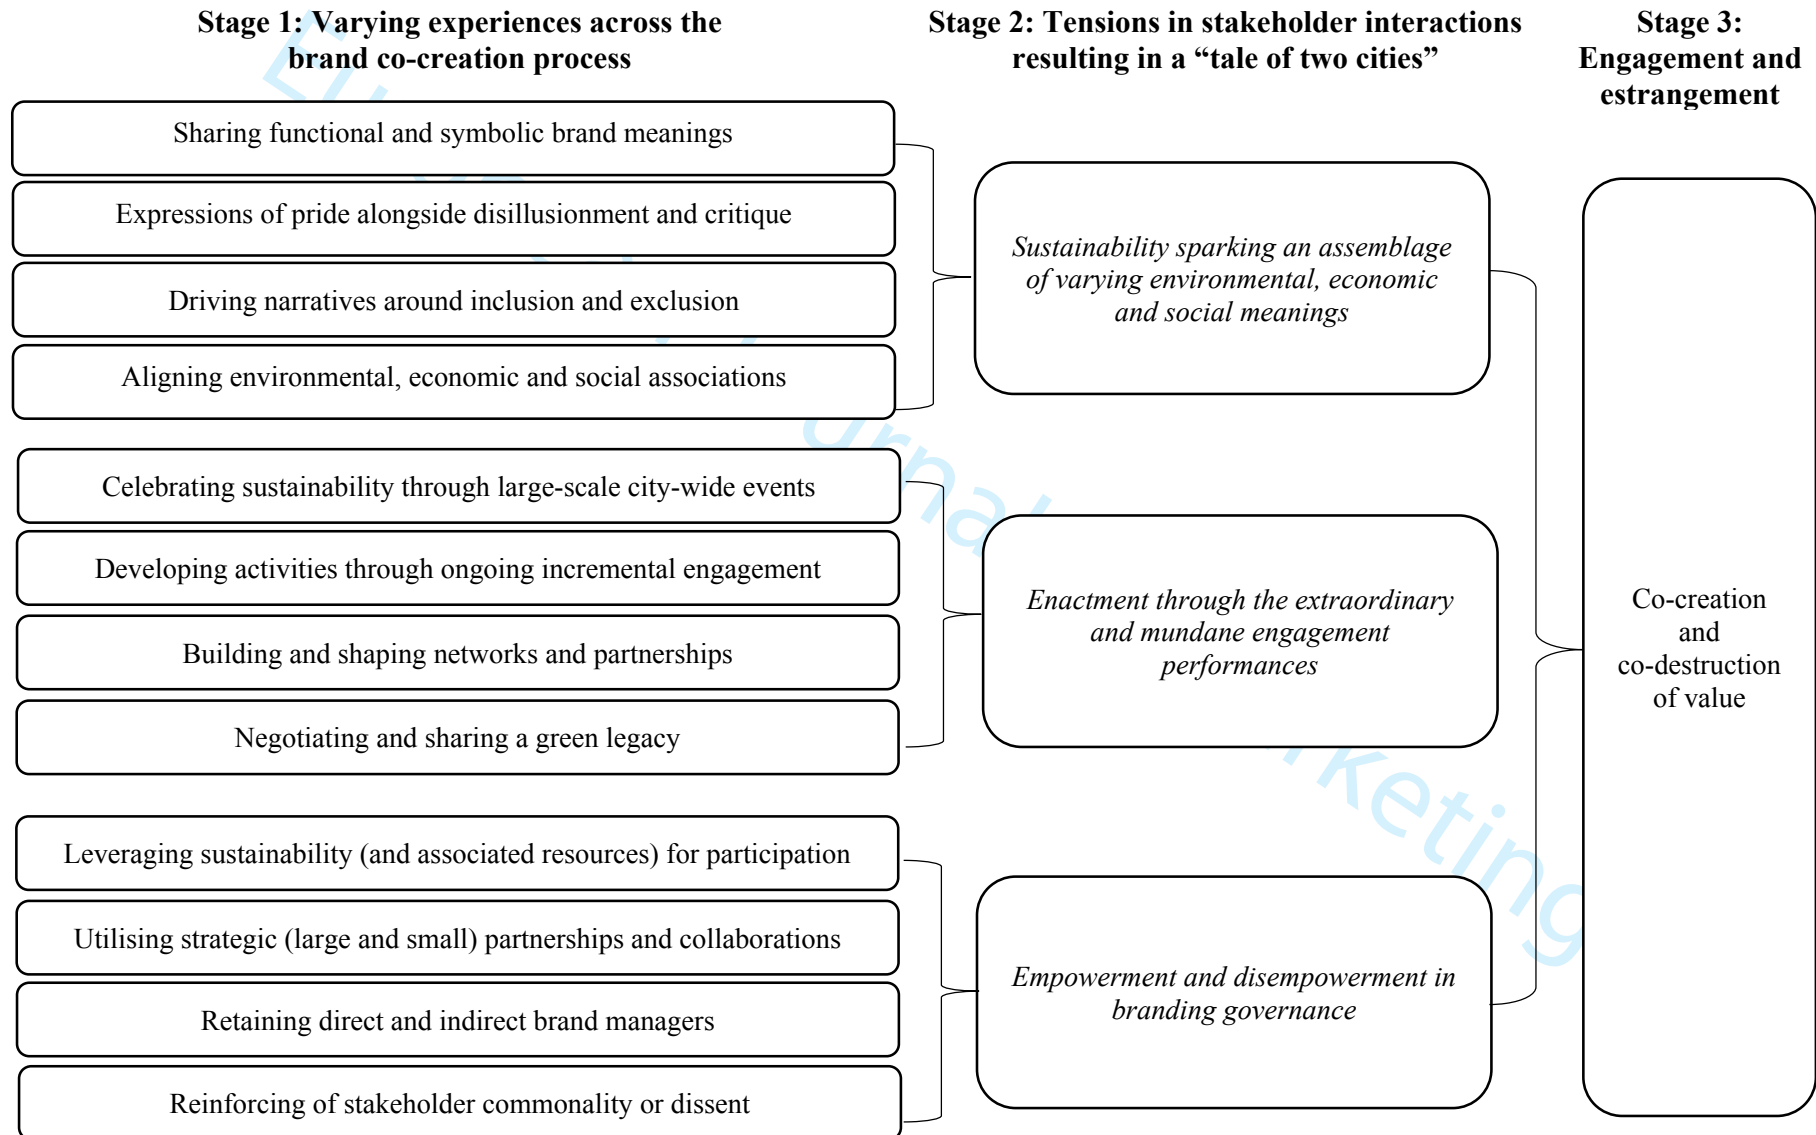 Stage 1: Varying experiences across the
brand co-creation process
Stage 2: Tensions in stakeholder interactions
resulting in a “tale of two cities”
Stage 3:
Engagement and
estrangement
Sharing functional and symbolic brand meanings
Expressions of pride alongside disillusionment and critique
Driving narratives around inclusion and exclusion
Aligning environmental, economic and social associations
Sustainability sparking an assemblage
of varying environmental, economic
and social meanings
Celebrating sustainability through large-scale city-wide events
Developing activities through ongoing incremental engagement
Building and shaping networks and partnerships
Negotiating and sharing a green legacy
Enactment through the extraordinary
and mundane engagement
performances
Leveraging sustainability (and associated resources) for participation
Utilising strategic (large and small) partnerships and collaborations
Retaining direct and indirect brand managers
Reinforcing of stakeholder commonality or dissent
Empowerment and disempowerment in
branding governance
Co-creation
and
co-destruction
of value